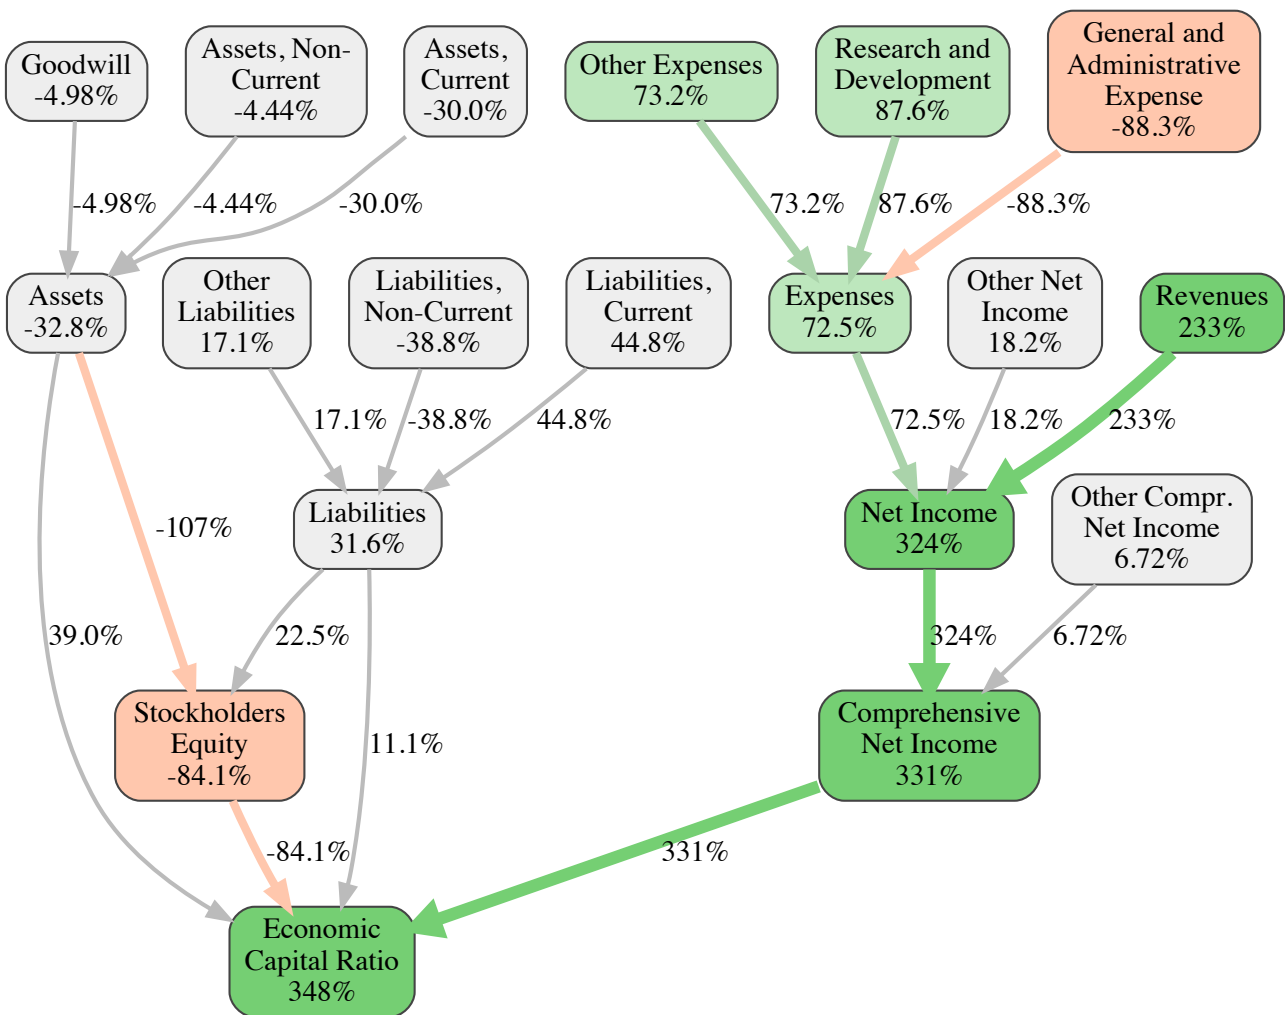 Goodwill
-4.98%
Assets, Non-
Current
-4.44%
Assets,
Current
-30.0%
Other Expenses
73.2%
Research and
Development
87.6%
General and
Administrative
Expense
-88.3%
-4.98%
-4.44%
-30.0%
73.2%
87.6%
-88.3%
Assets
-32.8%
Other
Liabilities
17.1%
Liabilities,
Non-Current
-38.8%
Liabilities,
Current
44.8%
Expenses
72.5%
Other Net
Income
18.2%
Revenues
233%
17.1%
-38.8%
44.8%
72.5%
18.2%
233%
-107%
Liabilities
31.6%
Net Income
324%
Other Compr.
Net Income
6.72%
39.0%
22.5%
324%
6.72%
Stockholders
Equity
-84.1%
11.1%
Comprehensive
Net Income
331%
-84.1%
331%
Economic
Capital Ratio
348%